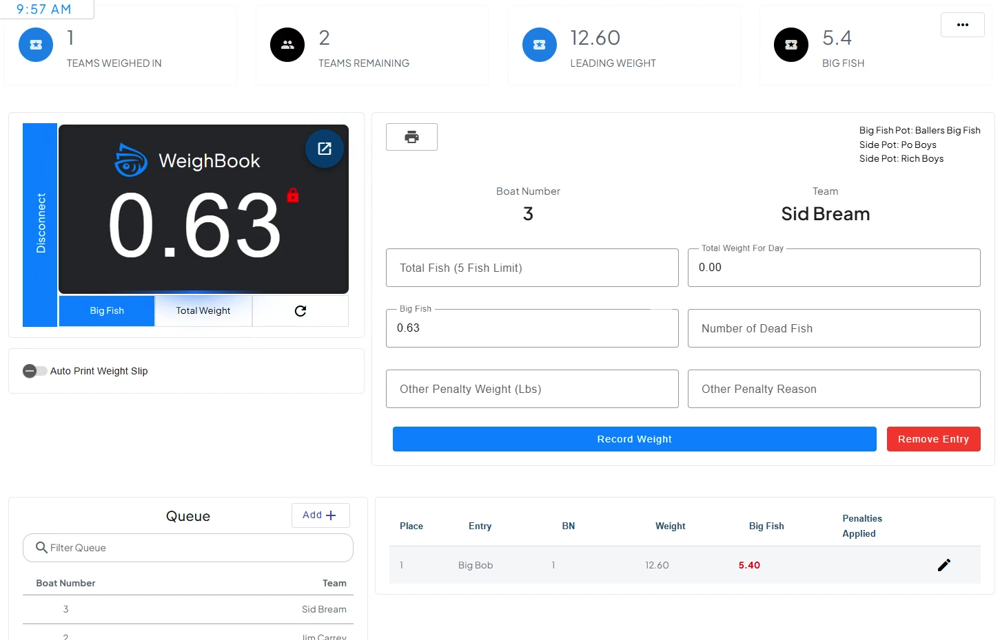 9:57 AM
1
TEAMS WEIGHED IN
2
TEAMS REMAINING
12.60
LEADING WEIGHT
5.4
BIG FISH
Disconnect
WeighBook
0.63
Big Fish
Total Weight
Auto Print Weight Slip
Big Fish Pot: Ballers Big Fish
Side Pot: Po Boys
Side Pot: Rich Boys
Boat Number
3
Team
Sid Bream
Total Fish (5 Fish Limit)
Total Weight For Day
0.00
Big Fish
0.63
Number of Dead Fish
Other Penalty Weight (Lbs)
Other Penalty Reason
Record Weight
Remove Entry
Queue
Add
Filter Queue
Boat Number Team
3 Sid Bream
2 Jim Carrey
Place Entry BN Weight Big Fish Penalties Applied
1 Big Bob 1 12.60 5.40